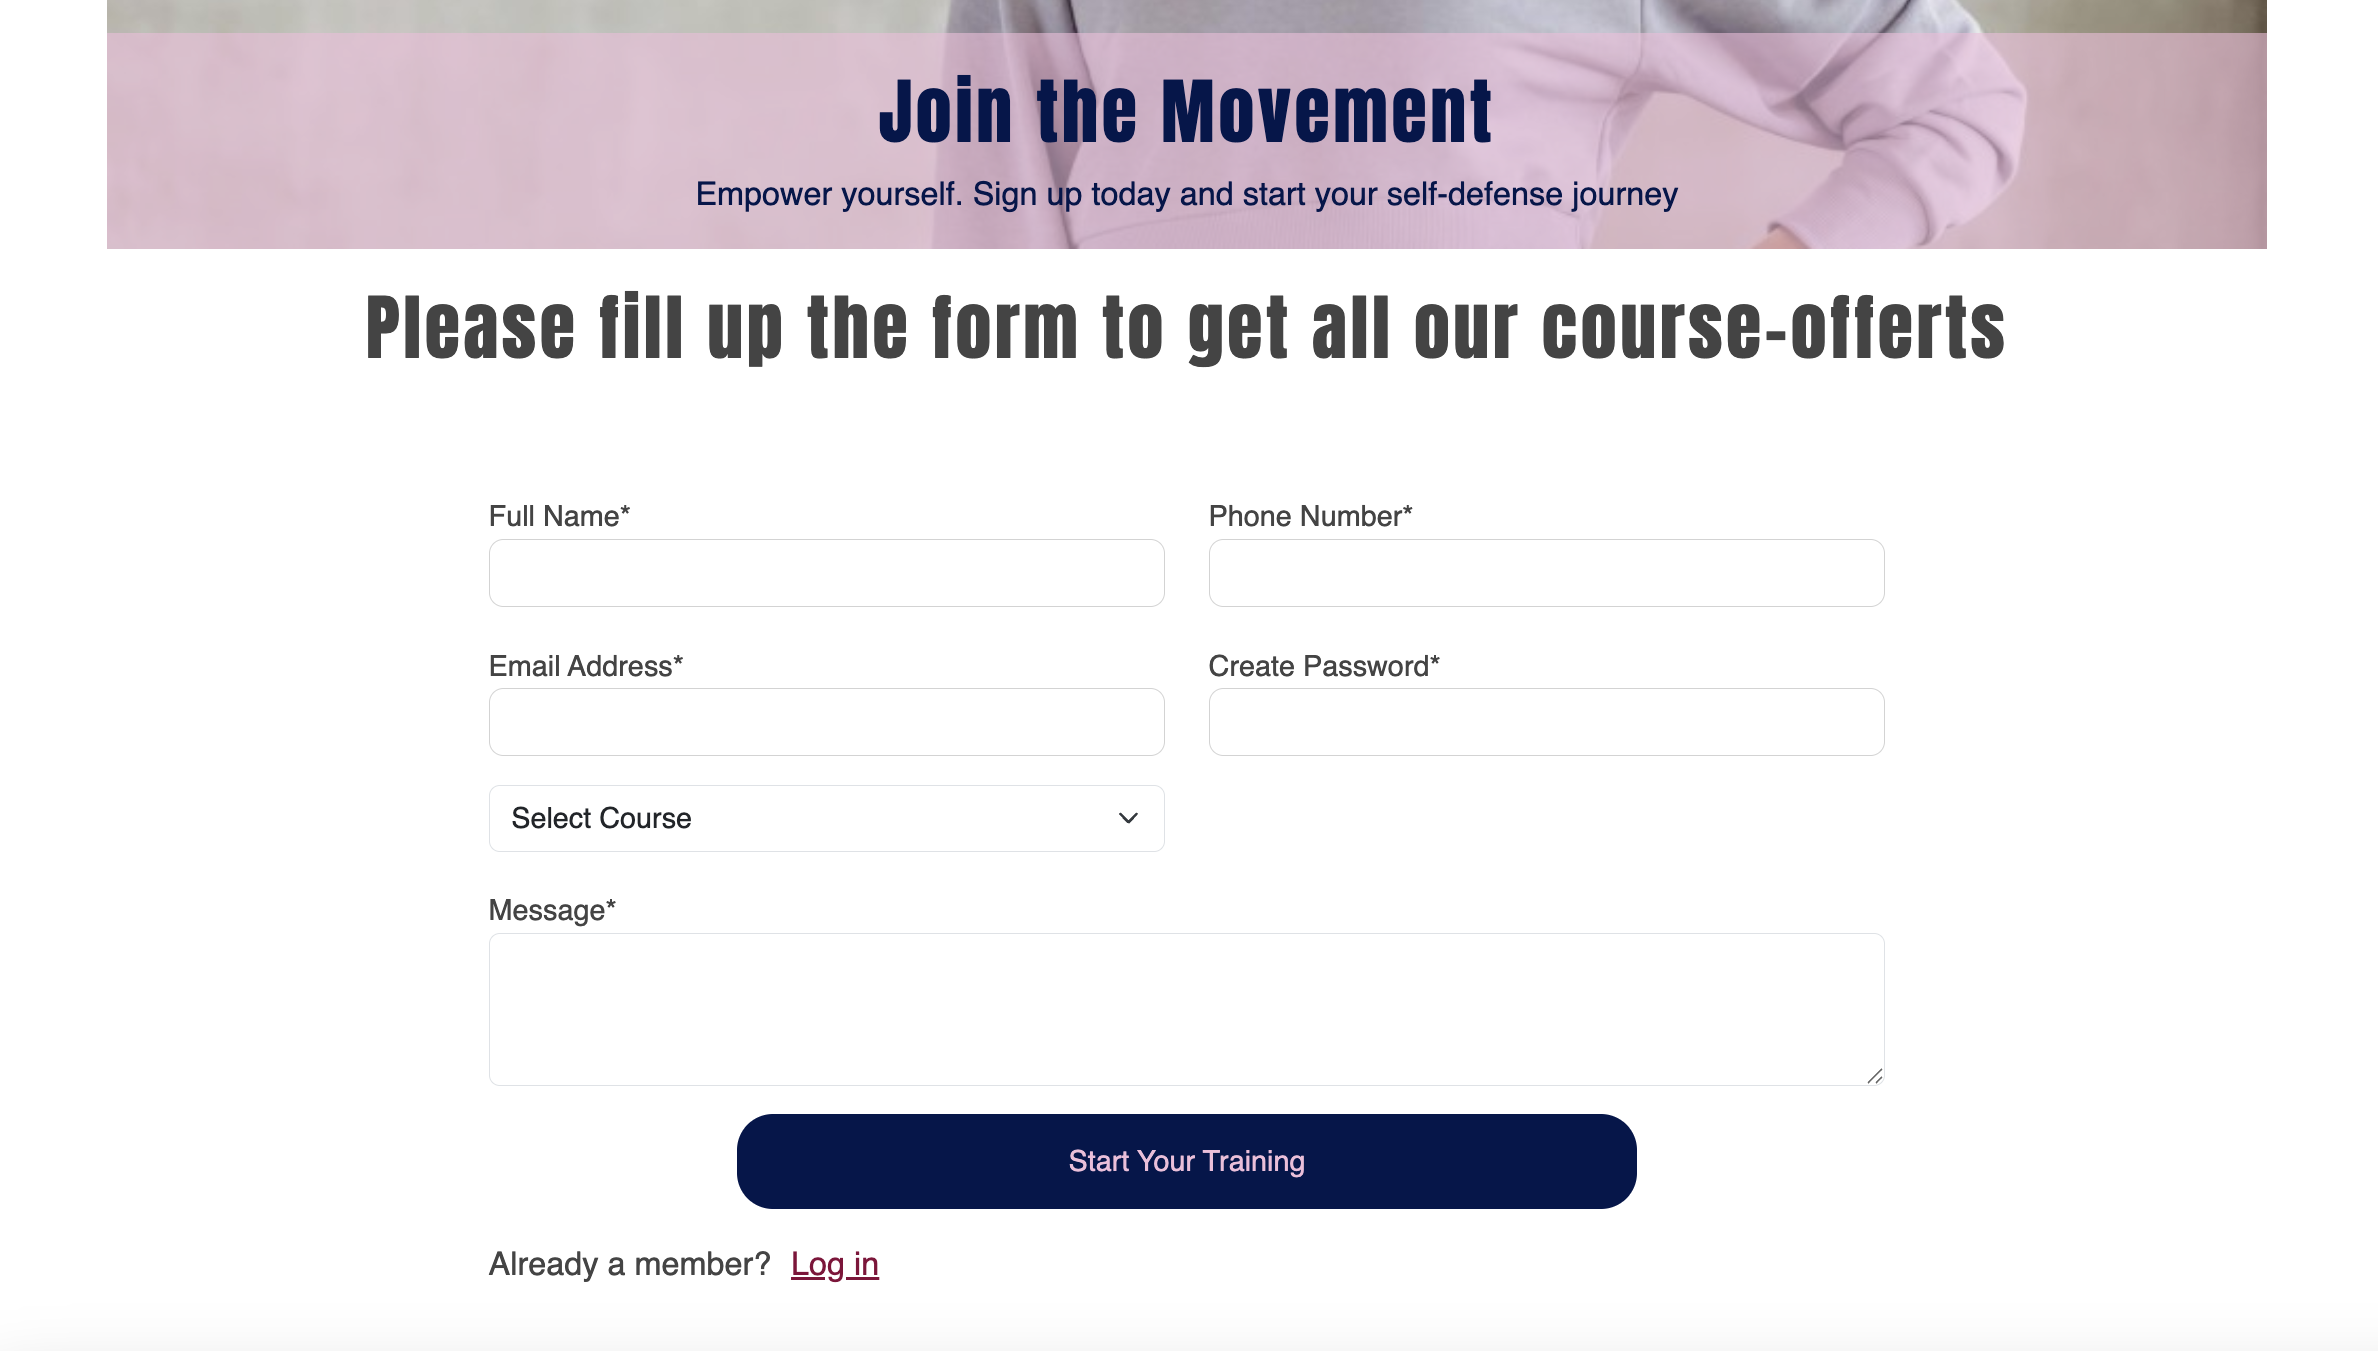 Join the Movement
Empower yourself. Sign up today and start your self-defense journey
Please fill up the form to get all our course-offerts
Full Name*
Phone Number*
Email Address*
Create Password*
Select Course
Message*
Start Your Training
Already a member? Log in